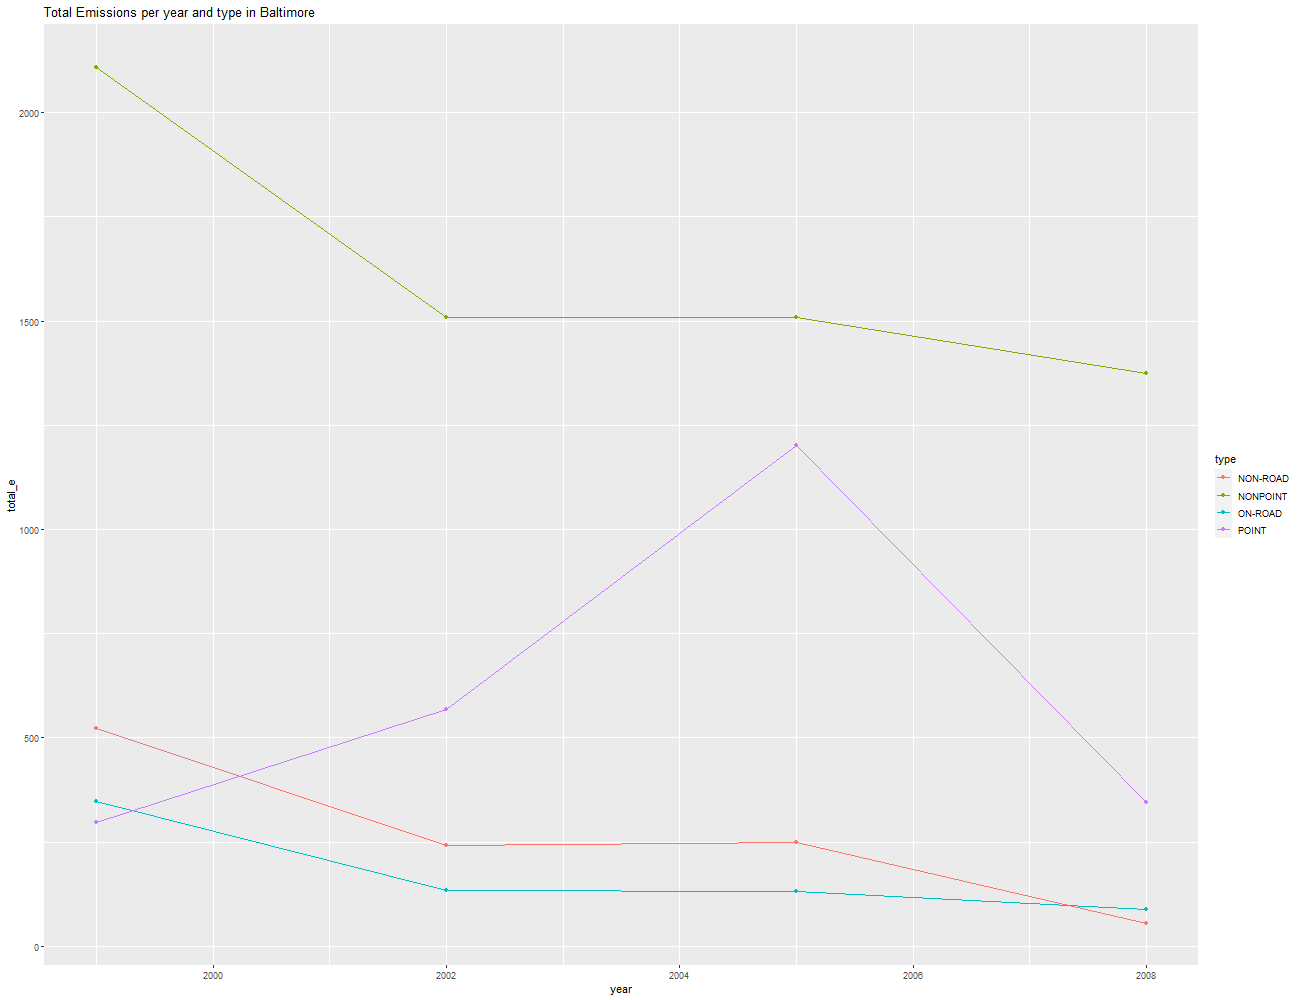 Total Emissions per year and type in Baltimore
total_e
2000
1500
1000
500
0
2000
2002
2004
2006
2008
year
type
NON-ROAD
NONPOINT
ON-ROAD
POINT